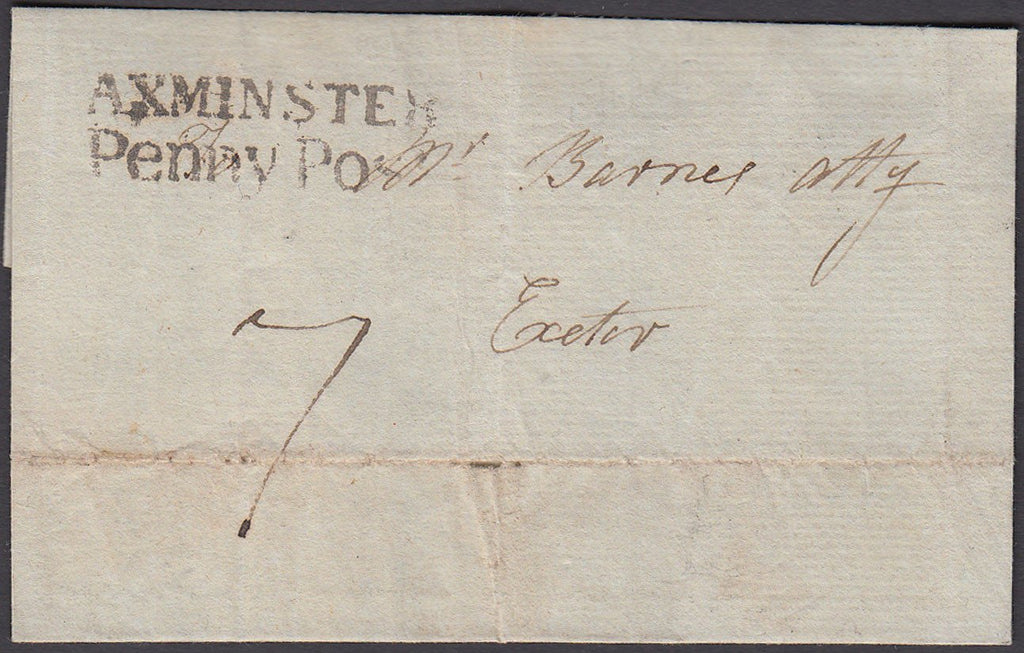 AXMINSTER
Penny Post
Mr Barnes atty
Exeter
7